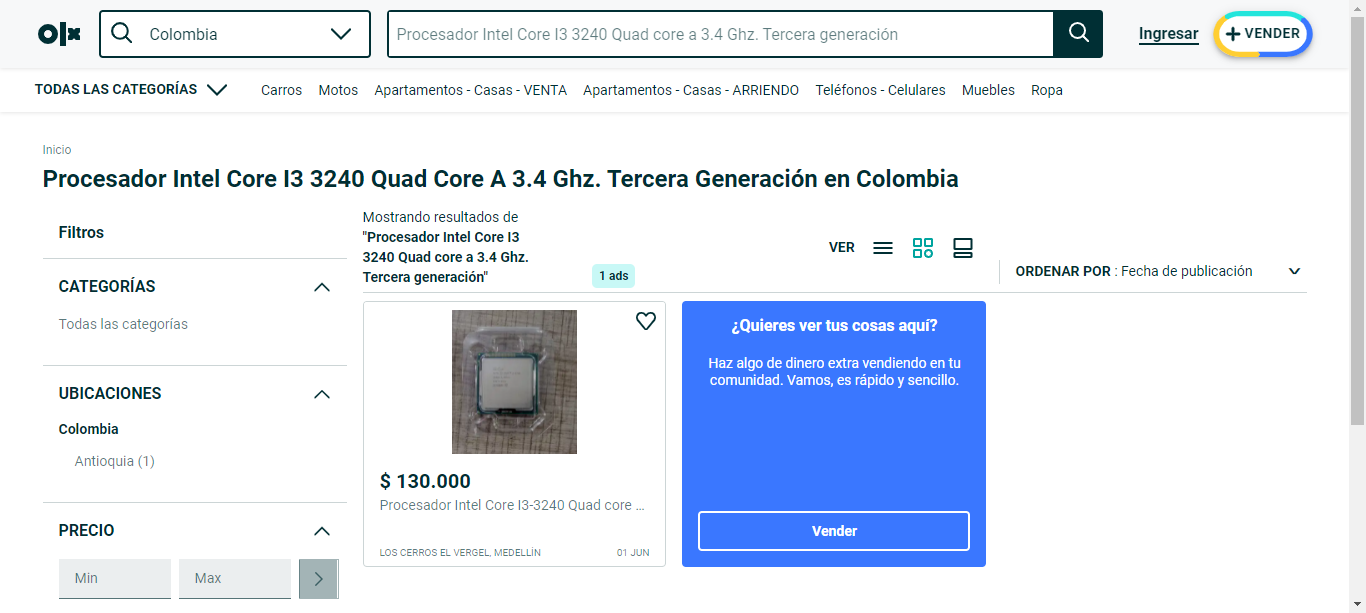 olx
Colombia
Procesador Intel Core I3 3240 Quad core a 3.4 Ghz. Tercera generación
Ingresar
VENDER
TODAS LAS CATEGORÍAS
Carros
Motos
Apartamentos - Casas - VENTA
Apartamentos - Casas - ARRIENDO
Teléfonos - Celulares
Muebles
Ropa
Inicio
Procesador Intel Core I3 3240 Quad Core A 3.4 Ghz. Tercera Generación en Colombia
Filtros
CATEGORÍAS
Todas las categorías
UBICACIONES
Colombia
Antioquia (1)
PRECIO
Min
Max
Mostrando resultados de
"Procesador Intel Core I3
3240 Quad core a 3.4 Ghz.
Tercera generación"
1 ads
VER
ORDENAR POR : Fecha de publicación
$ 130.000
Procesador Intel Core I3-3240 Quad core ...
LOS CERROS EL VERGEL, MEDELLÍN
01 JUN
¿Quieres ver tus cosas aquí?
Haz algo de dinero extra vendiendo en tu
comunidad. Vamos, es rápido y sencillo.
Vender